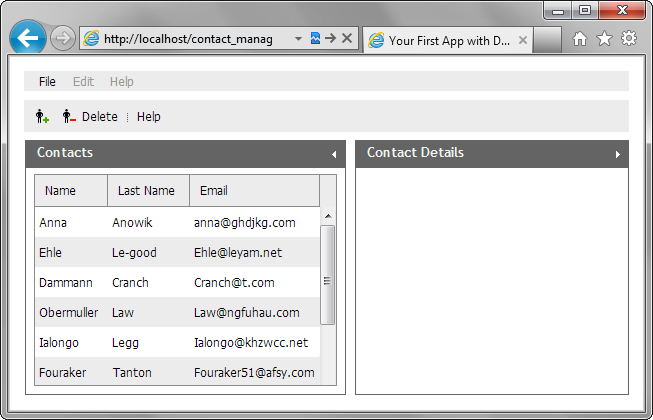 http://localhost/contact_manag
Your First App with D...
File Edit Help
Delete Help
Contacts
Contact Details
Name Last Name Email
Anna Anowik anna@ghdjkg.com
Ehle Le-good Ehle@leyam.net
Dammann Cranch Cranch@t.com
Obermuller Law Law@ngfuhau.com
Ialongo Legg Ialongo@khzwcc.net
Fouraker Tanton Fouraker51@afsy.com